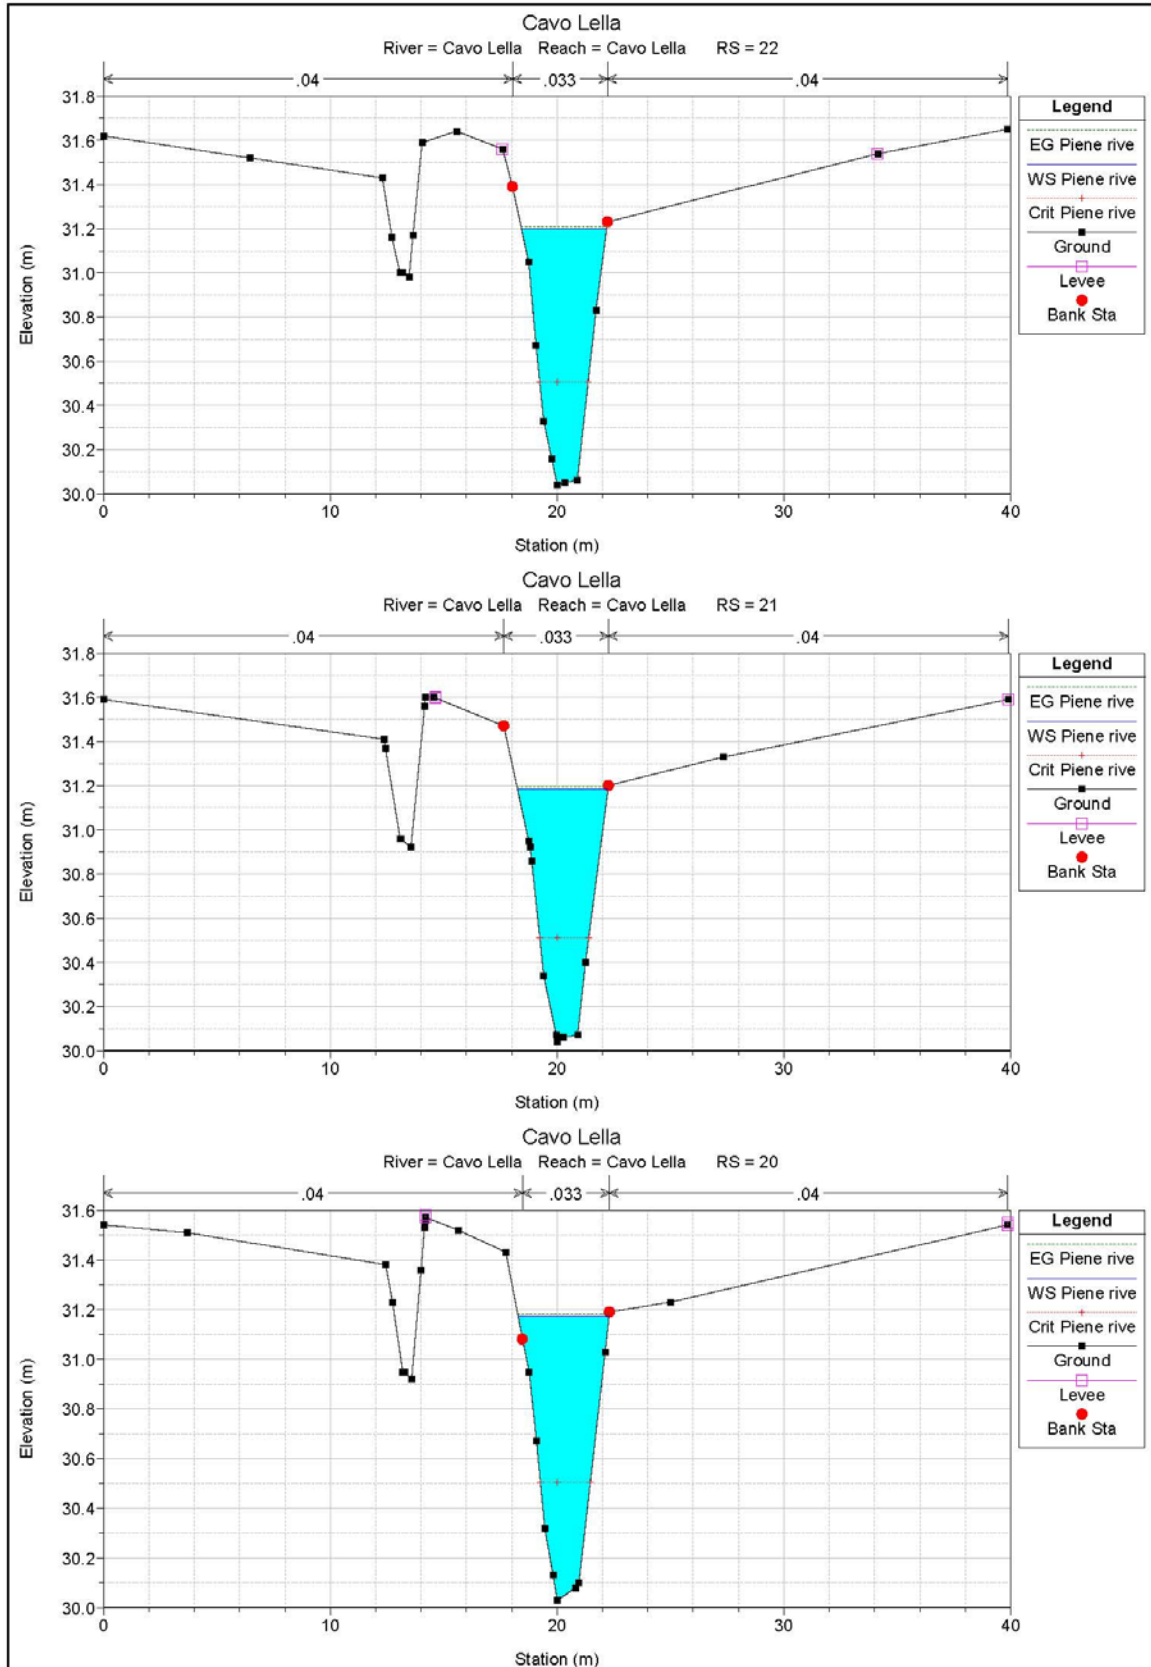 Cavo Lella
River = Cavo Lella Reach = Cavo Lella RS = 22
.04 .033 .04
31.8
31.6
31.4
31.2
31.0
30.8
30.6
30.4
30.2
30.0
Elevation (m)
0 10 20 30 40
Station (m)
Legend
EG Piene rive
WS Piene rive
Crit Piene rive
Ground
Levee
Bank Sta
Cavo Lella
River = Cavo Lella Reach = Cavo Lella RS = 21
.04 .033 .04
31.8
31.6
31.4
31.2
31.0
30.8
30.6
30.4
30.2
30.0
Elevation (m)
0 10 20 30 40
Station (m)
Legend
EG Piene rive
WS Piene rive
Crit Piene rive
Ground
Levee
Bank Sta
Cavo Lella
River = Cavo Lella Reach = Cavo Lella RS = 20
.04 .033 .04
31.6
31.4
31.2
31.0
30.8
30.6
30.4
30.2
30.0
Elevation (m)
0 10 20 30 40
Station (m)
Legend
EG Piene rive
WS Piene rive
Crit Piene rive
Ground
Levee
Bank Sta